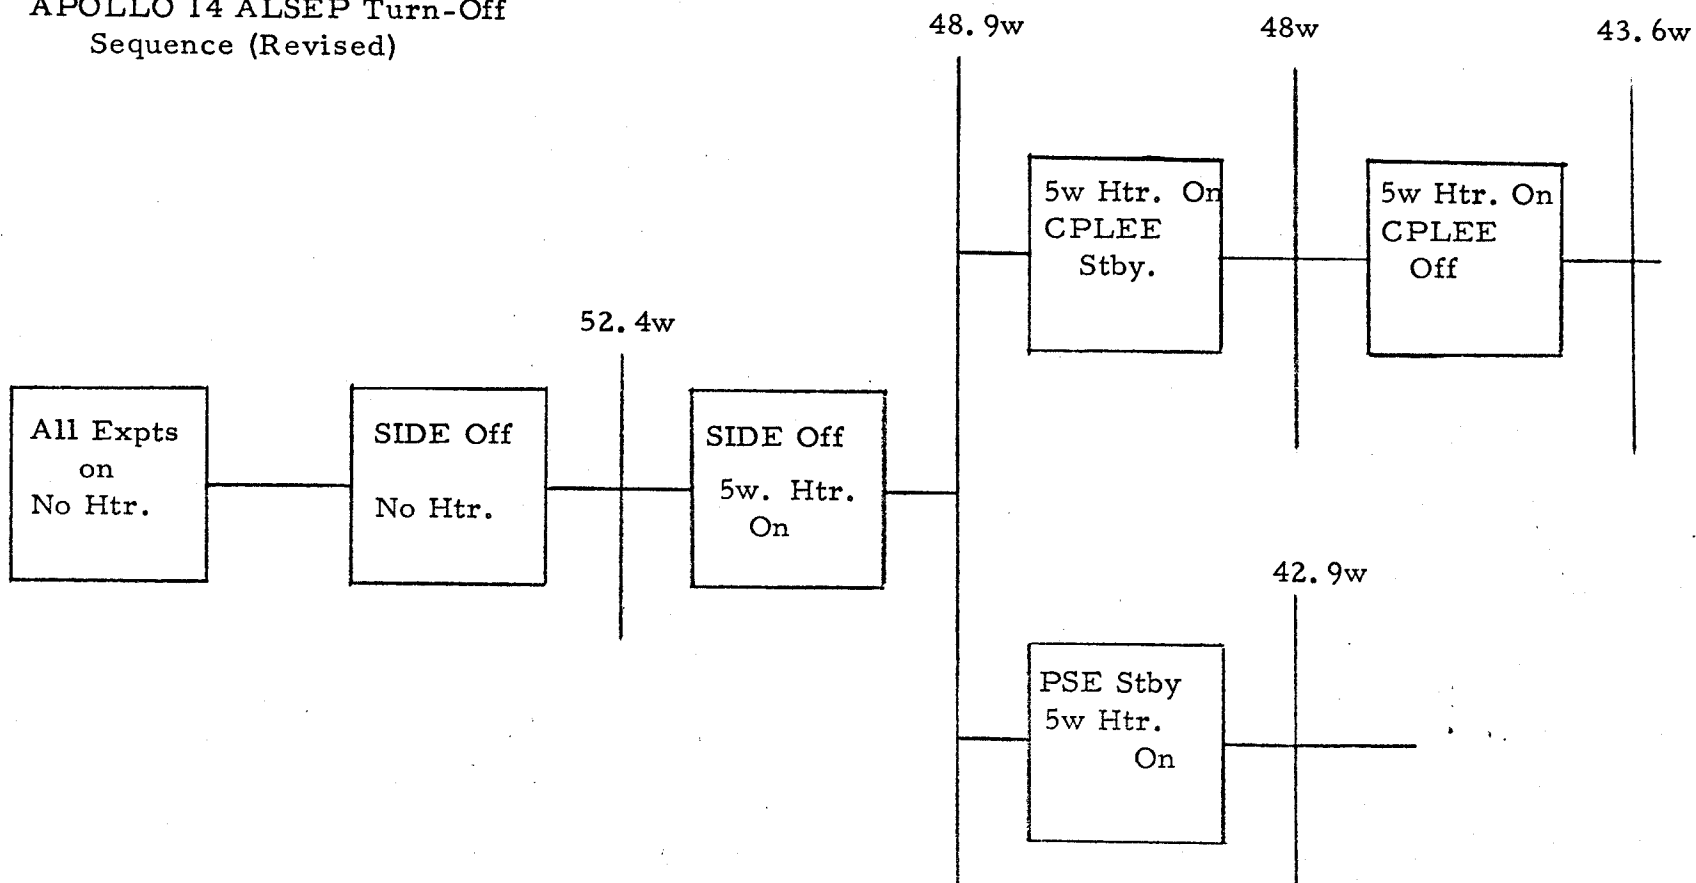 APOLLO 14 ALSEP Turn-Off
Sequence (Revised)
48.9w
48w
43.6w
5w Htr. On
CPLEE
Stby.
5w Htr. On
CPLEE
Off
52.4w
All Expts
on
No Htr.
SIDE Off
No Htr.
SIDE Off
5w. Htr.
On
42.9w
PSE Stby
5w Htr.
On